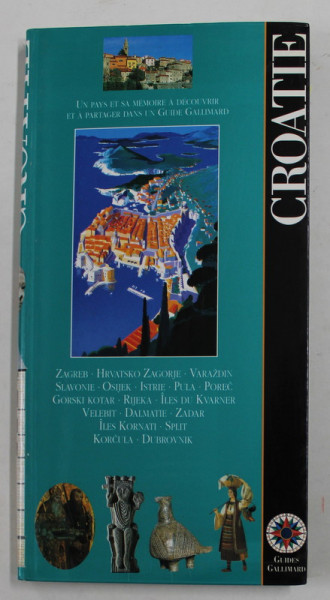 UN PAYS ET SA MÉMOIRE À DÉCOUVRIR
ET À PARTAGER DANS UN GUIDE GALLIMARD
CROATIE
ZAGREB · HRVATSKO ZAGORJE · VARAŽDIN
SLAVONIE · OSIJEK · ISTRIE · PULA · POREČ
GORSKI KOTAR · RIJEKA · ÎLES DU KVARNER
VELEBIT · DALMATIE · ZADAR
ÎLES KORNATI · SPLIT
KORČULA · DUBROVNIK
GUIDES
GALLIMARD